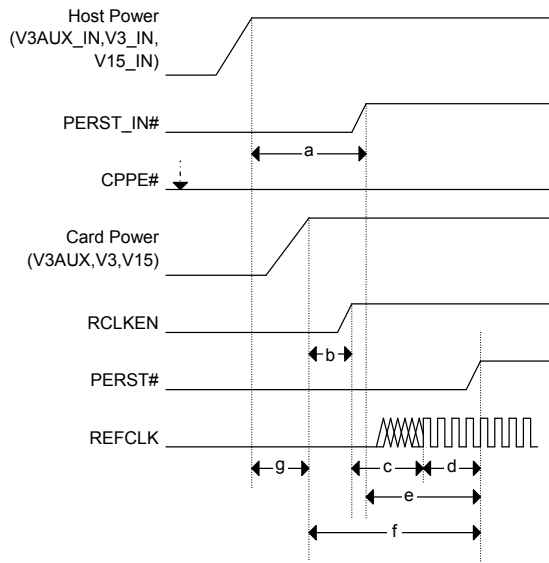 Host Power
(V3AUX_IN,V3_IN,
V15_IN)
PERST_IN#
a
CPPE#
Card Power
(V3AUX,V3,V15)
RCLKEN
b
PERST#
REFCLK
g
c
d
e
f